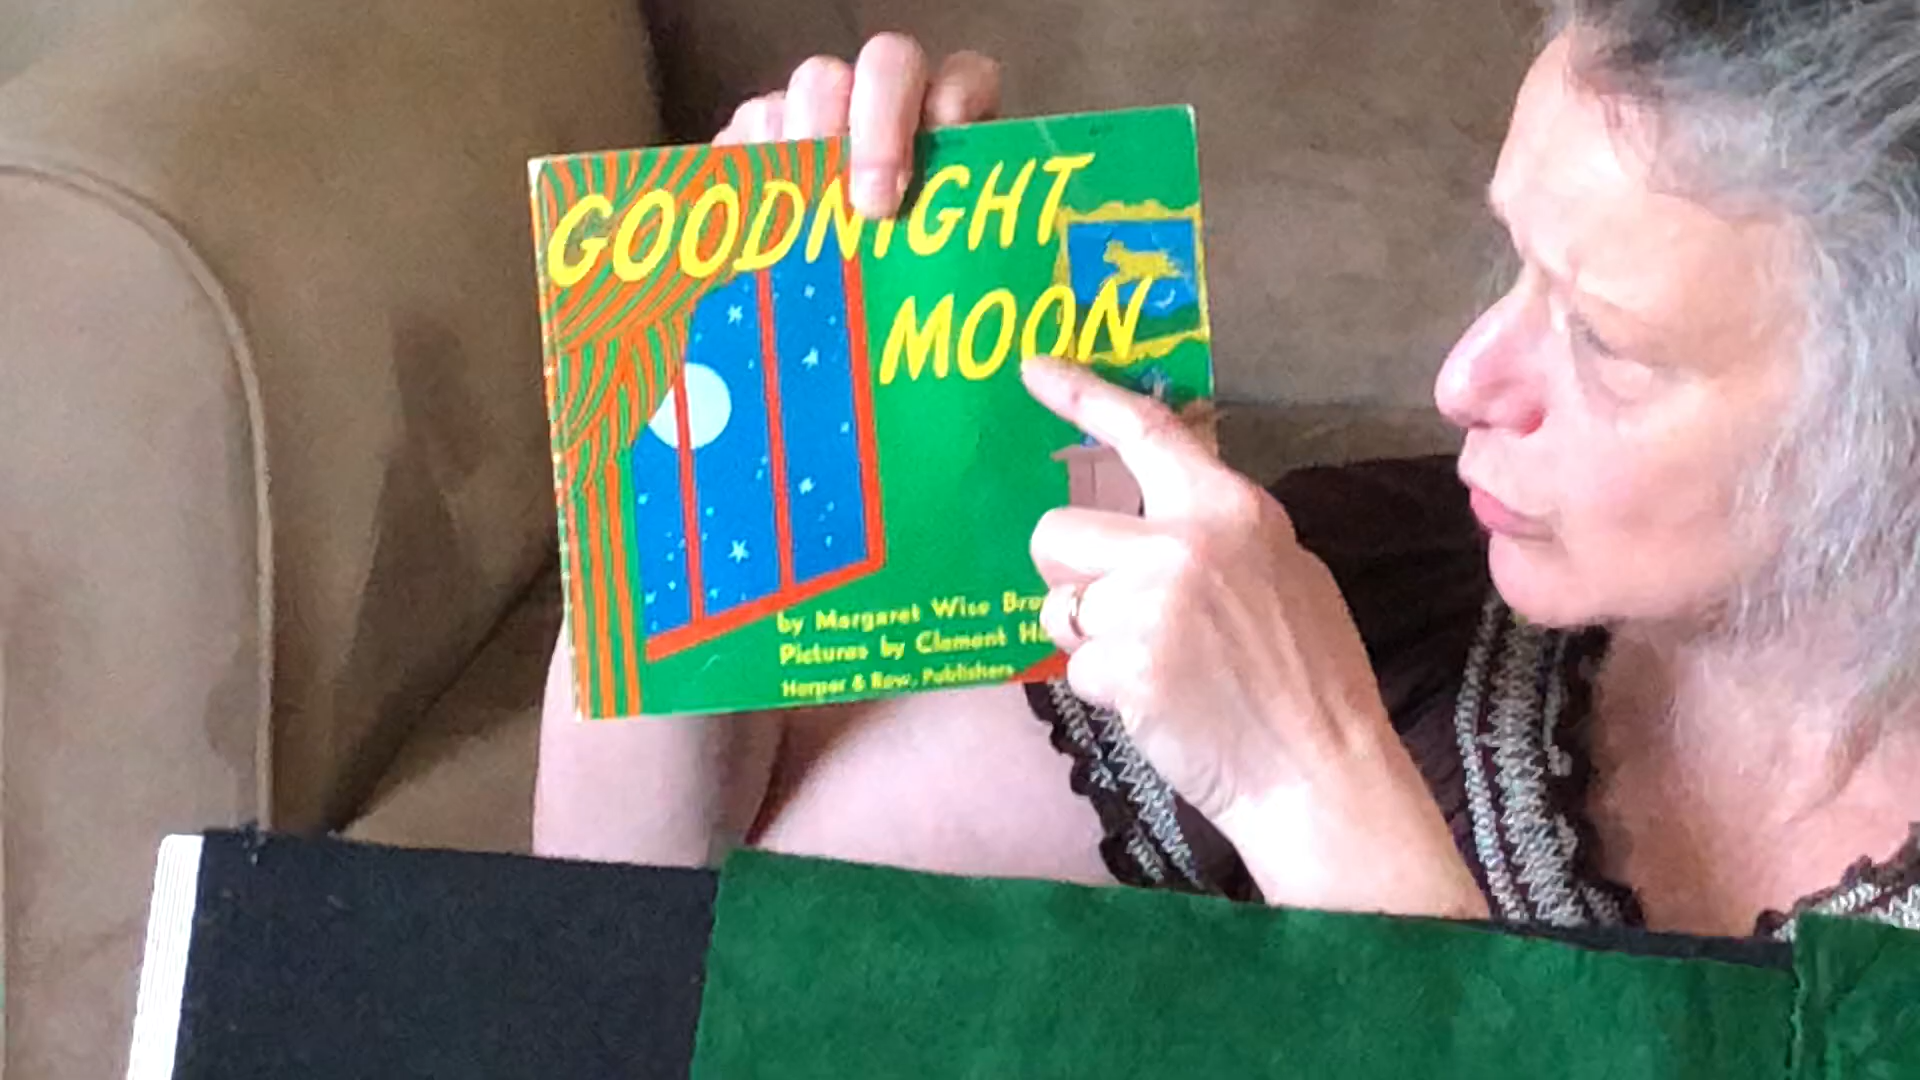 GOODNIGHT
MOON
by Margaret Wise
Pictures by Clement
Harper & Row, Publishers